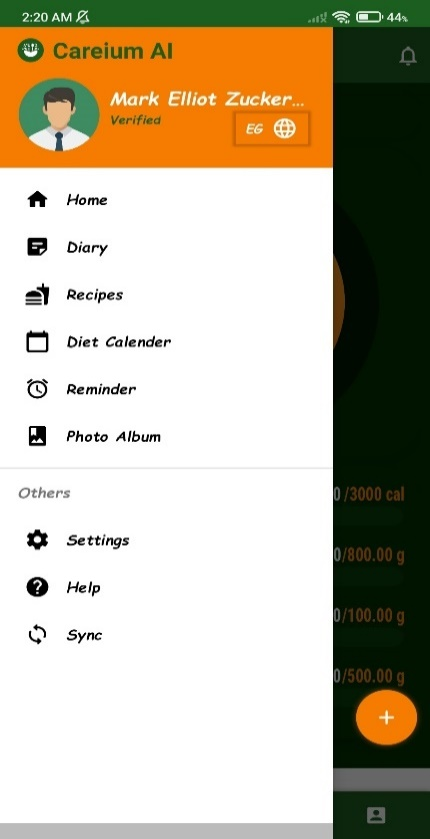 2:20 AM
44%
Careium AI
Mark Elliot Zucker...
Verified
EG
Home
Diary
Recipes
Diet Calender
Reminder
Photo Album
Others
Settings
Help
Sync
0/3000 cal
0/800.00 g
0/100.00 g
0/500.00 g
+